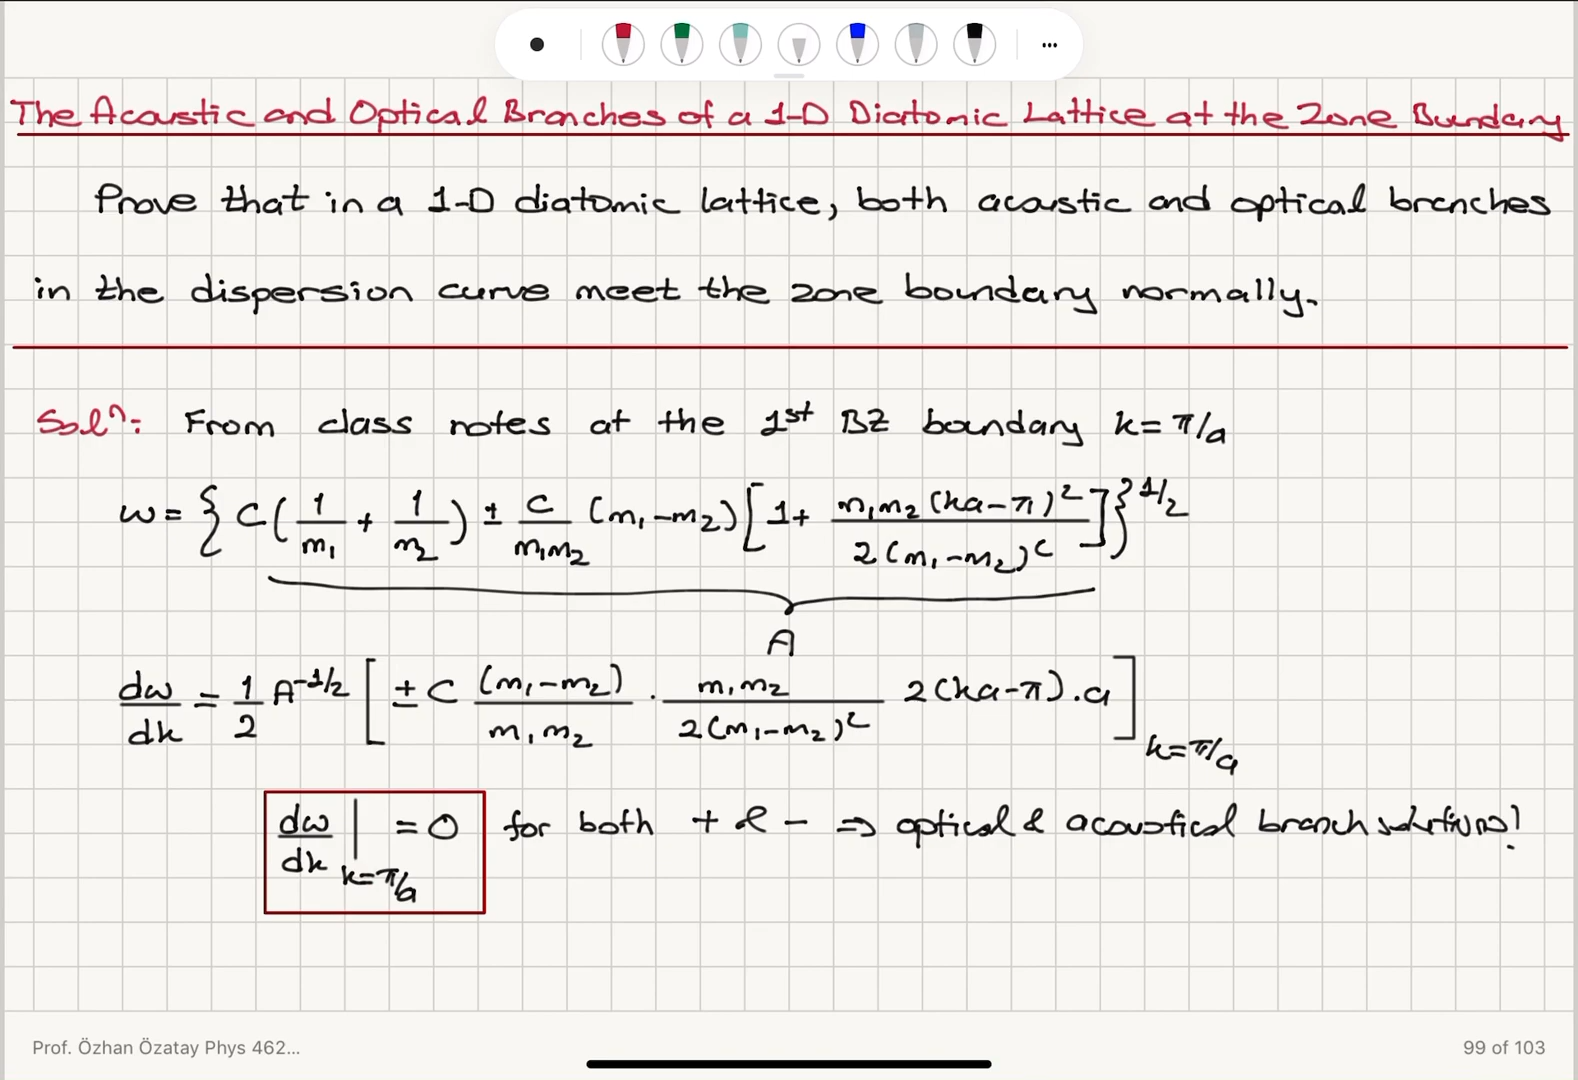 The Acoustic and Optical Branches of a 1-D Diatomic Lattice at the Zone Bundary
Prove that in a 1-D diatomic lattice, both acoustic and optical branches
in the dispersion curve meet the zone boundary normally.
Solⁿ: From class notes at the 1st BZ boundary k = π/a
ω = { C(1/m₁ + 1/m₂) ± C/(m₁m₂) (m₁-m₂) [1 + m₁m₂(ka-π)²/2(m₁-m₂)²] }^1/2
A
dω/dk = 1/2 A^-1/2 [ ± C (m₁-m₂)/(m₁m₂) · m₁m₂/2(m₁-m₂)² 2(ka-π).a ] k=π/a
dω/dk | k=π/a = 0 for both + & - ⇒ optical & acoustical branch solutions!
Prof. Özhan Özatay Phys 462...
99 of 103